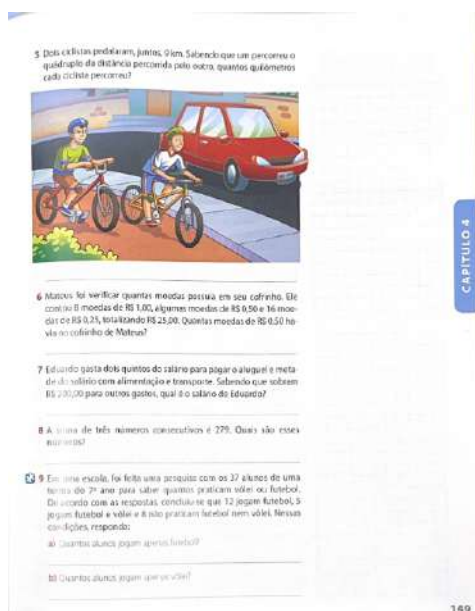 5 Dois ciclistas pedalaram, juntos, 9 km. Sabendo que um percorreu o
quádruplo da distância percorrida pelo outro, quantos quilômetros
cada ciclista percorreu?
6 Mateus foi verificar quantas moedas possuía em seu cofrinho. Ele
contou 8 moedas de R$ 1,00, algumas moedas de R$ 0,50 e 16 moe-
das de R$ 0,25, totalizando R$ 25,00. Quantas moedas de R$ 0,50 ha-
via no cofrinho de Mateus?
7 Eduardo gasta dois quintos do salário para pagar o aluguel e meta-
de do salário com alimentação e transporte. Sabendo que sobram
R$ 200,00 para outros gastos, qual é o salário de Eduardo?
8 A soma de três números consecutivos é 279. Quais são esses
números?
9 Em uma escola, foi feita uma pesquisa com os 37 alunos de uma
turma do 7º ano para saber quantos praticam vôlei ou futebol.
De acordo com as respostas, concluiu-se que 12 jogam futebol, 5
jogam futebol e vôlei e 8 não praticam futebol nem vôlei. Nessas
condições, responda:
a) Quantos alunos jogam apenas futebol?
b) Quantos alunos jogam apenas vôlei?
CAPÍTULO 4
169